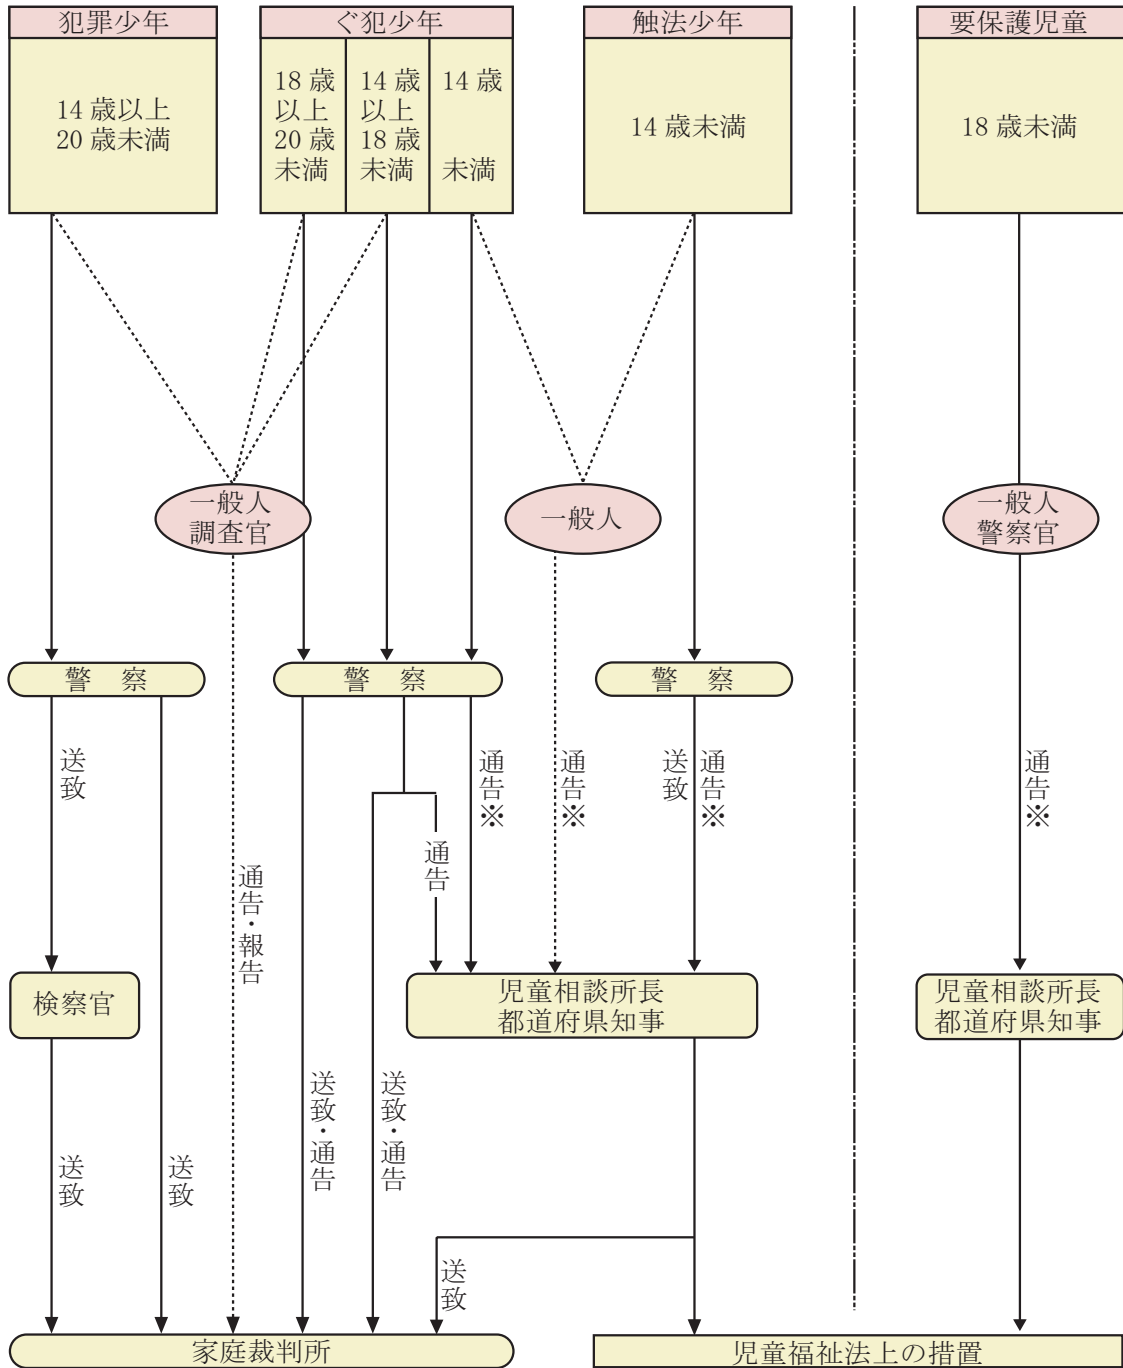 犯罪少年
14歳以上
20歳未満
ぐ犯少年
18歳
以上
20歳
未満
14歳
以上
18歳
未満
14歳
未満
触法少年
14歳未満
要保護児童
18歳未満
一般人
調査官
一般人
一般人
警察官
警 察
警 察
警 察
送致
通告
通告※
通告※
送致
通告※
通告※
通告・報告
検察官
児童相談所長
都道府県知事
児童相談所長
都道府県知事
送致
送致
送致・通告
送致・通告
送致
家庭裁判所
児童福祉法上の措置